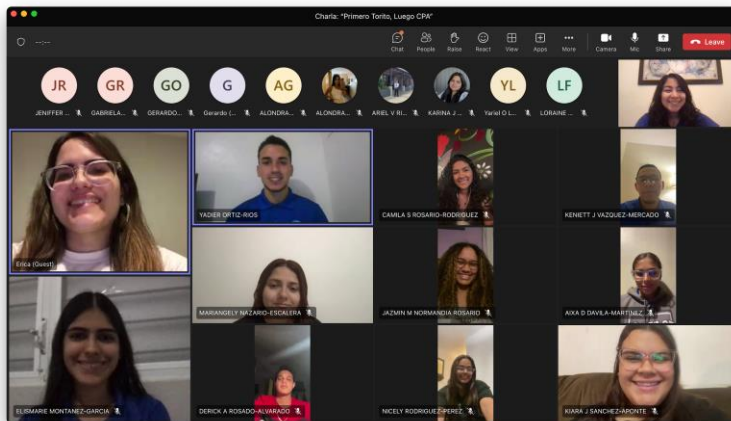 Charla: "Primero Torito, Luego CPA"
--:--
Chat
People
Raise
React
View
Apps
More
Camera
Mic
Share
Leave
JR
GR
GO
G
AG
YL
LF
JENIFFER ...
GABRIELA...
GERARDO...
Gerardo (...
ALONDRA...
ALONDRA...
ARIEL V RI...
KARINA J ...
Yariel O L...
LORAINE ...
Erica (Guest)
YADIER ORTIZ-RIOS
CAMILA S ROSARIO-RODRIGUEZ
KENIETT J VAZQUEZ-MERCADO
MARIANGELY NAZARIO-ESCALERA
JAZMIN M NORMANDIA ROSARIO
AIXA D DAVILA-MARTINEZ
ELISMARIE MONTANEZ-GARCIA
DERICK A ROSADO-ALVARADO
NICELY RODRIGUEZ-PEREZ
KIARA J SANCHEZ-APONTE